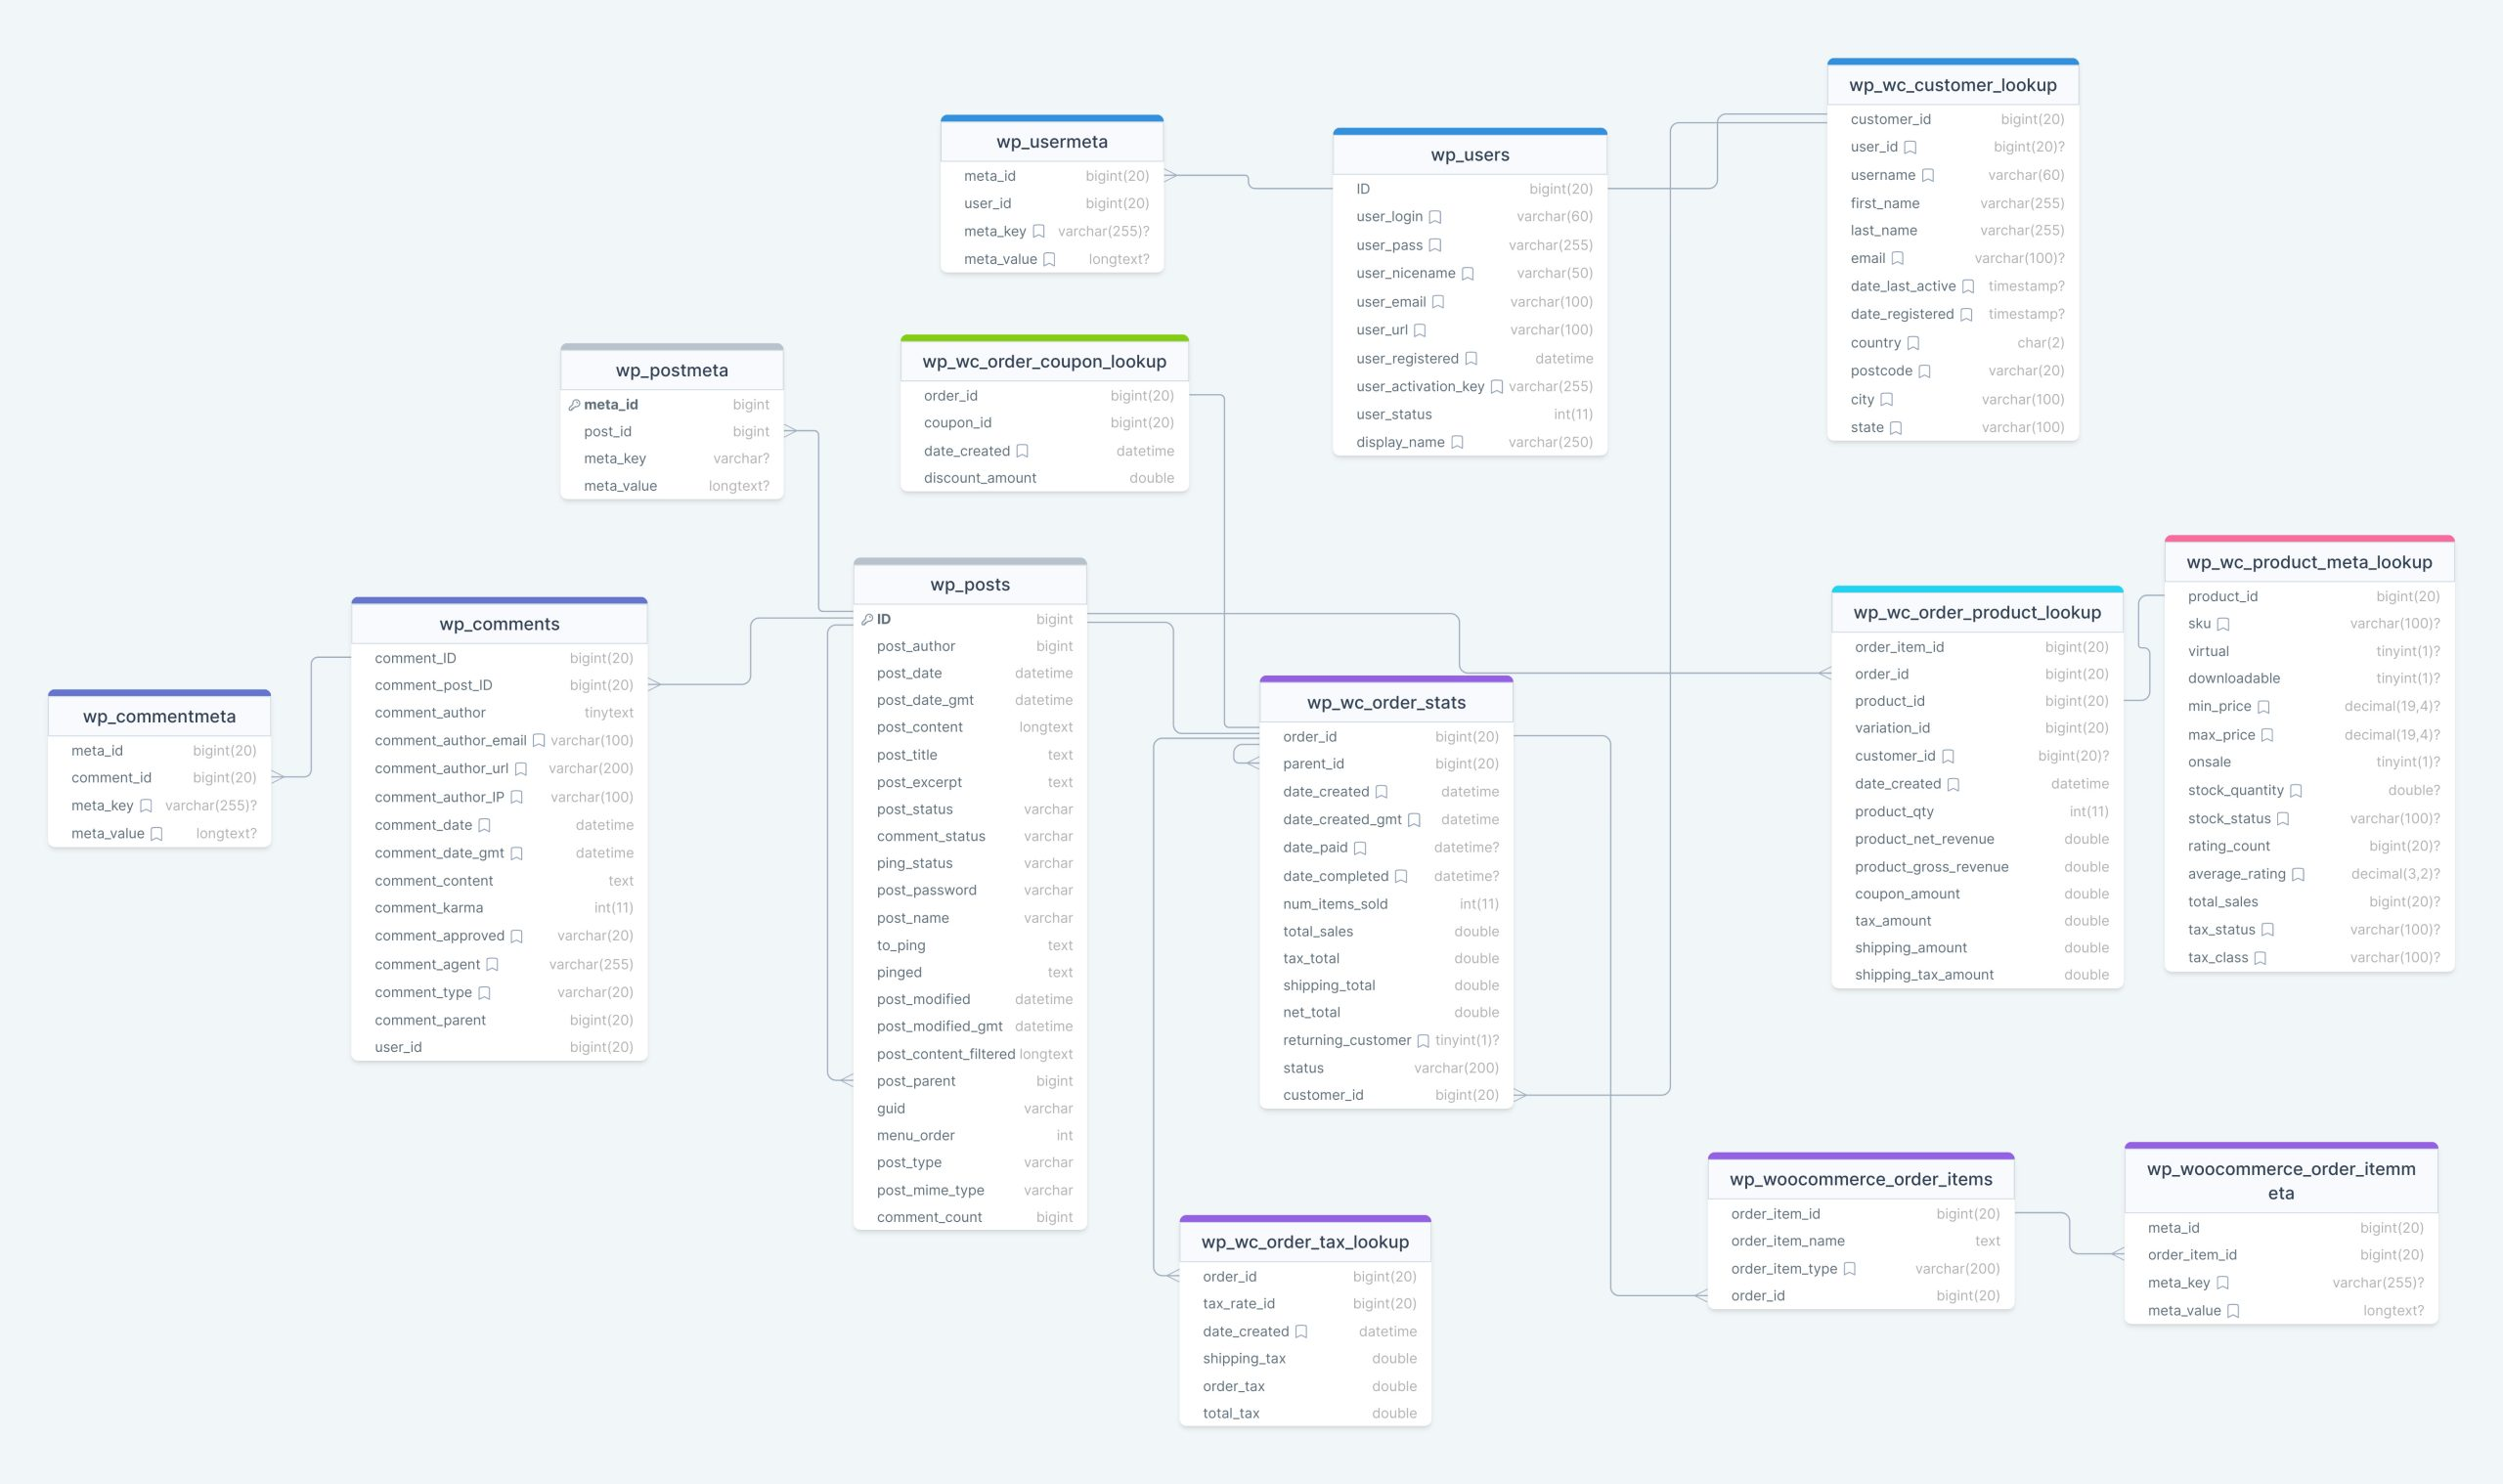 wp_wc_customer_lookup
customer_id bigint(20)
user_id bigint(20)?
username varchar(60)
first_name varchar(255)
last_name varchar(255)
email varchar(100)?
date_last_active timestamp?
date_registered timestamp?
country char(2)
postcode varchar(20)
city varchar(100)
state varchar(100)
wp_usermeta
meta_id bigint(20)
user_id bigint(20)
meta_key varchar(255)?
meta_value longtext?
wp_users
ID bigint(20)
user_login varchar(60)
user_pass varchar(255)
user_nicename varchar(50)
user_email varchar(100)
user_url varchar(100)
user_registered datetime
user_activation_key varchar(255)
user_status int(11)
display_name varchar(250)
wp_postmeta
meta_id bigint
post_id bigint
meta_key varchar?
meta_value longtext?
wp_wc_order_coupon_lookup
order_id bigint(20)
coupon_id bigint(20)
date_created datetime
discount_amount double
wp_commentmeta
meta_id bigint(20)
comment_id bigint(20)
meta_key varchar(255)?
meta_value longtext?
wp_comments
comment_ID bigint(20)
comment_post_ID bigint(20)
comment_author tinytext
comment_author_email varchar(100)
comment_author_url varchar(200)
comment_author_IP varchar(100)
comment_date datetime
comment_date_gmt datetime
comment_content text
comment_karma int(11)
comment_approved varchar(20)
comment_agent varchar(255)
comment_type varchar(20)
comment_parent bigint(20)
user_id bigint(20)
wp_posts
ID bigint
post_author bigint
post_date datetime
post_date_gmt datetime
post_content longtext
post_title text
post_excerpt text
post_status varchar
comment_status varchar
ping_status varchar
post_password varchar
post_name varchar
to_ping text
pinged text
post_modified datetime
post_modified_gmt datetime
post_content_filtered longtext
post_parent bigint
guid varchar
menu_order int
post_type varchar
post_mime_type varchar
comment_count bigint
wp_wc_order_stats
order_id bigint(20)
parent_id bigint(20)
date_created datetime
date_created_gmt datetime
date_paid datetime?
date_completed datetime?
num_items_sold int(11)
total_sales double
tax_total double
shipping_total double
net_total double
returning_customer tinyint(1)?
status varchar(200)
customer_id bigint(20)
wp_wc_order_product_lookup
order_item_id bigint(20)
order_id bigint(20)
product_id bigint(20)
variation_id bigint(20)
customer_id bigint(20)?
date_created datetime
product_qty int(11)
product_net_revenue double
product_gross_revenue double
coupon_amount double
tax_amount double
shipping_amount double
shipping_tax_amount double
wp_wc_product_meta_lookup
product_id bigint(20)
sku varchar(100)?
virtual tinyint(1)?
downloadable tinyint(1)?
min_price decimal(19,4)?
max_price decimal(19,4)?
onsale tinyint(1)?
stock_quantity double?
stock_status varchar(100)?
rating_count bigint(20)?
average_rating decimal(3,2)?
total_sales bigint(20)?
tax_status varchar(100)?
tax_class varchar(100)?
wp_wc_order_tax_lookup
order_id bigint(20)
tax_rate_id bigint(20)
date_created datetime
shipping_tax double
order_tax double
total_tax double
wp_woocommerce_order_items
order_item_id bigint(20)
order_item_name text
order_item_type varchar(200)
order_id bigint(20)
wp_woocommerce_order_itemm
eta
meta_id bigint(20)
order_item_id bigint(20)
meta_key varchar(255)?
meta_value longtext?